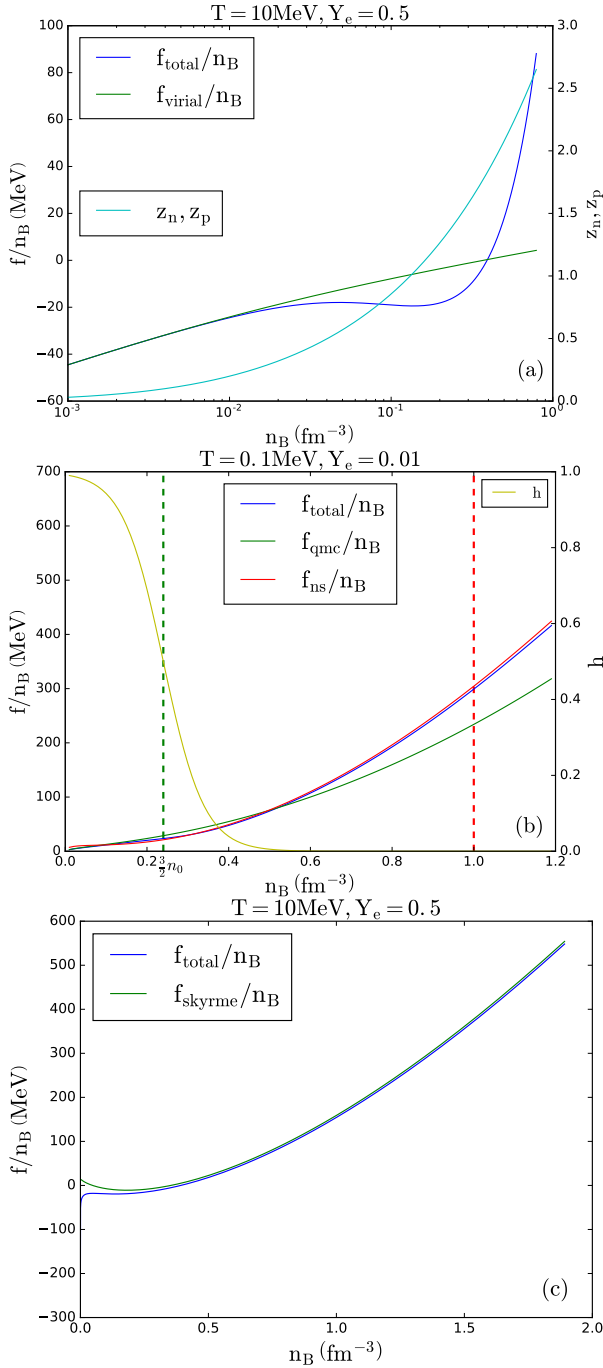 T = 10MeV, Y_e = 0.5
100
80
60
40
20
0
−20
−40
−60
f/n_B (MeV)
f_total/n_B
f_virial/n_B
z_n, z_p
3.0
2.5
2.0
1.5
1.0
0.5
0.0
z_n, z_p
(a)
10^−3
10^−2
10^−1
10^0
n_B (fm^−3)
T = 0.1MeV, Y_e = 0.01
700
600
500
400
300
200
100
0
f/n_B (MeV)
f_total/n_B
f_qmc/n_B
f_ns/n_B
h
1.0
0.8
0.6
0.4
0.2
0.0
h
(b)
0.0
0.2
3/2 n_0
0.4
0.6
0.8
1.0
1.2
n_B (fm^−3)
T = 10MeV, Y_e = 0.5
600
500
400
300
200
100
0
−100
−200
−300
f/n_B (MeV)
f_total/n_B
f_skyrme/n_B
(c)
0.0
0.5
1.0
1.5
2.0
n_B (fm^−3)